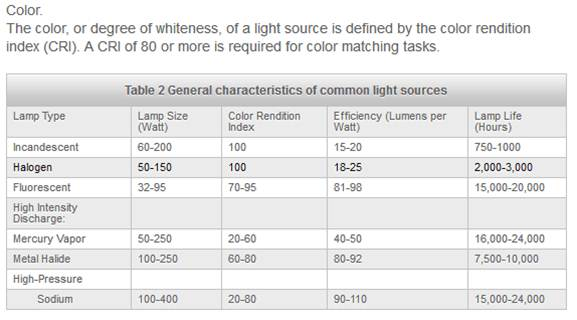 Color.
The color, or degree of whiteness, of a light source is defined by the color rendition
index (CRI). A CRI of 80 or more is required for color matching tasks.
Table 2 General characteristics of common light sources
Lamp Type Lamp Size (Watt) Color Rendition Index Efficiency (Lumens per Watt) Lamp Life (Hours)
Incandescent 60-200 100 15-20 750-1000
Halogen 50-150 100 18-25 2,000-3,000
Fluorescent 32-95 70-95 81-98 15,000-20,000
High Intensity
Discharge:
Mercury Vapor 50-250 20-60 40-50 16,000-24,000
Metal Halide 100-250 60-80 80-92 7,500-10,000
High-Pressure
Sodium 100-400 20-80 90-110 15,000-24,000